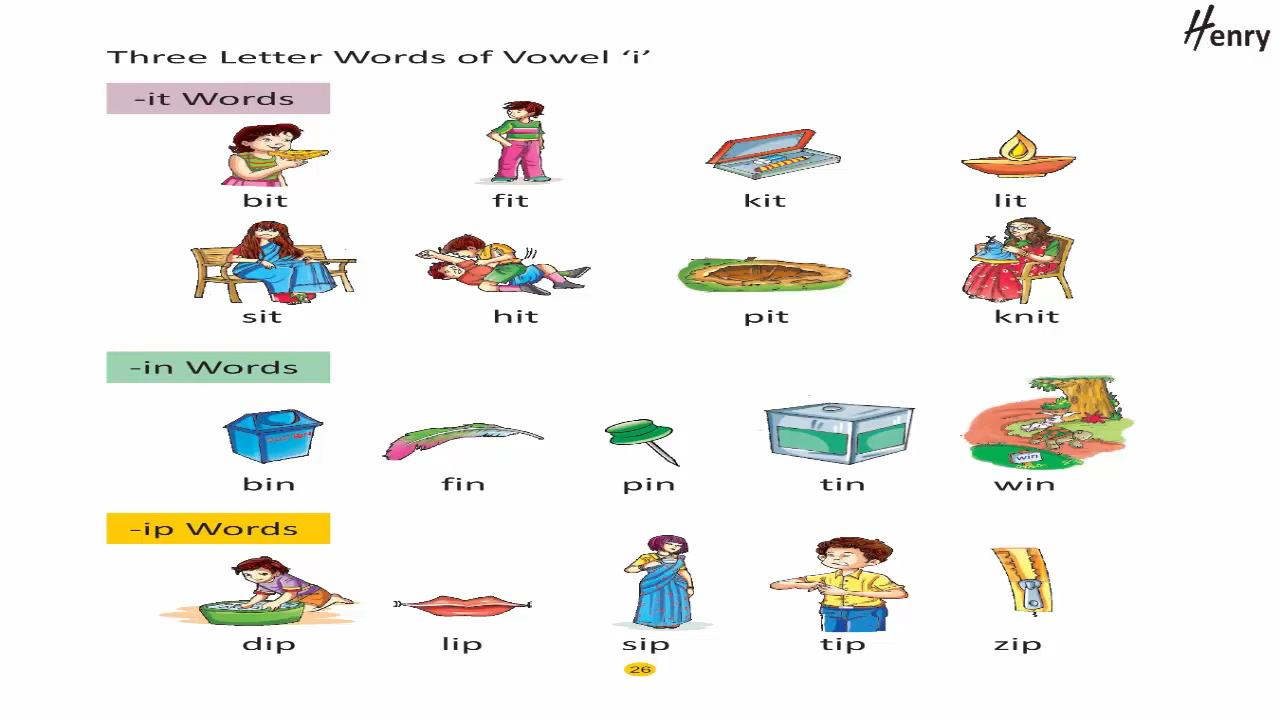 Henry
Three Letter Words of Vowel ‘i’
-it Words
bit fit kit lit
sit hit pit knit
-in Words
win
bin fin pin tin win
-ip Words
dip lip sip tip zip
26